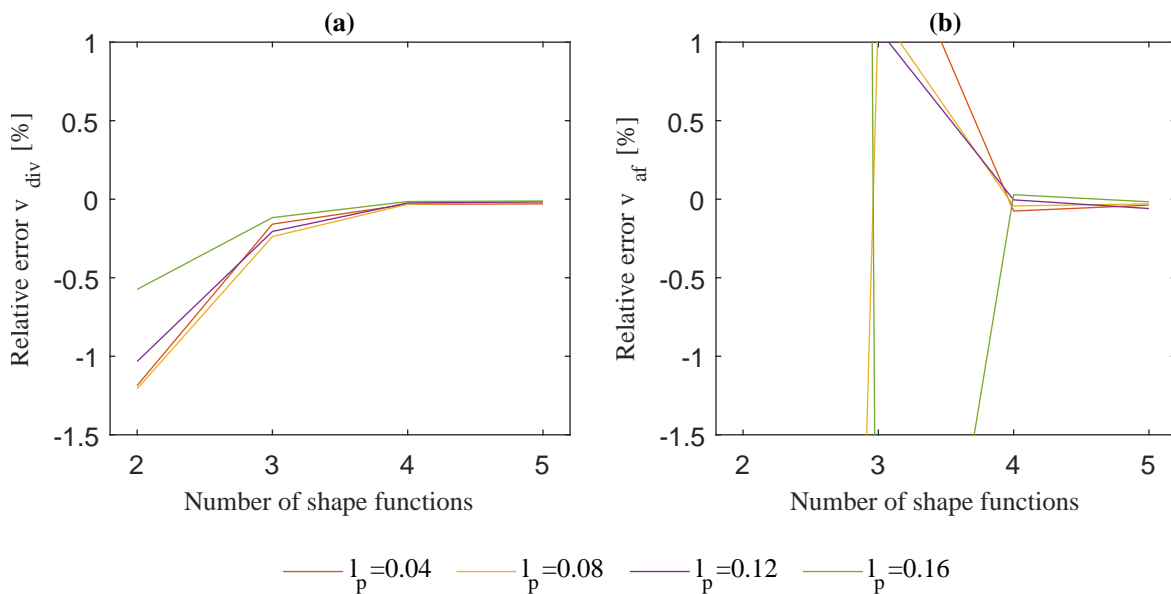 (a)
Relative error v div [%]
1
0.5
0
-0.5
-1
-1.5
2 3 4 5
Number of shape functions
(b)
Relative error v af [%]
1
0.5
0
-0.5
-1
-1.5
2 3 4 5
Number of shape functions
l p =0.04 l p =0.08 l p =0.12 l p =0.16